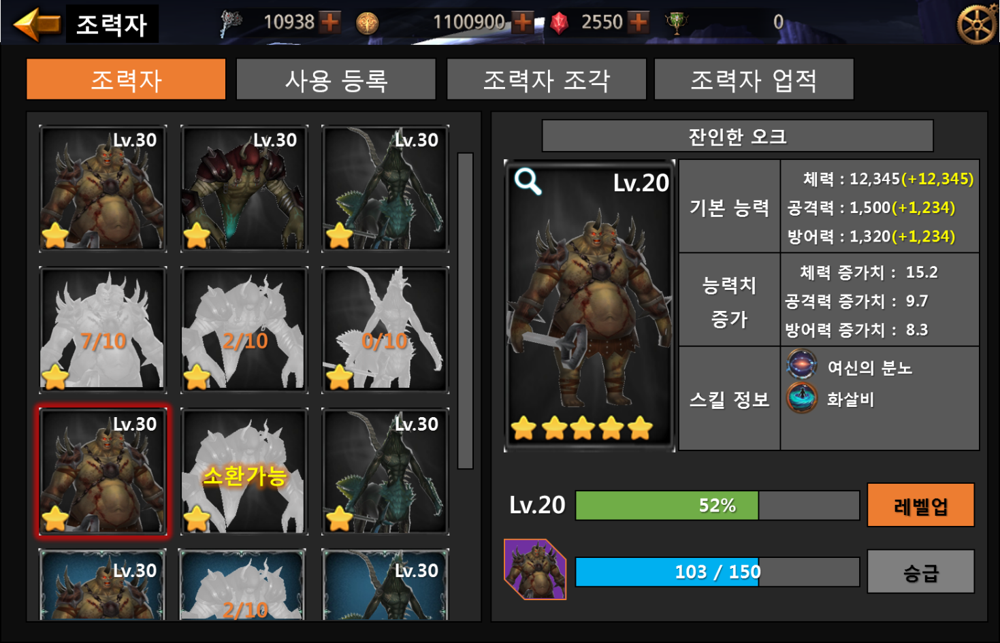 조력자
10938
1100900
2550
0
조력자
사용 등록
조력자 조각
조력자 업적
Lv.30
Lv.30
Lv.30
7/10
2/10
0/10
Lv.30
소환가능
Lv.30
Lv.30
2/10
Lv.30
잔인한 오크
Lv.20
기본 능력
체력 : 12,345(+12,345)
공격력 : 1,500(+1,234)
방어력 : 1,320(+1,234)
능력치
증가
체력 증가치 : 15.2
공격력 증가치 : 9.7
방어력 증가치 : 8.3
스킬 정보
여신의 분노
화살비
Lv.20
52%
레벨업
103 / 150
승급